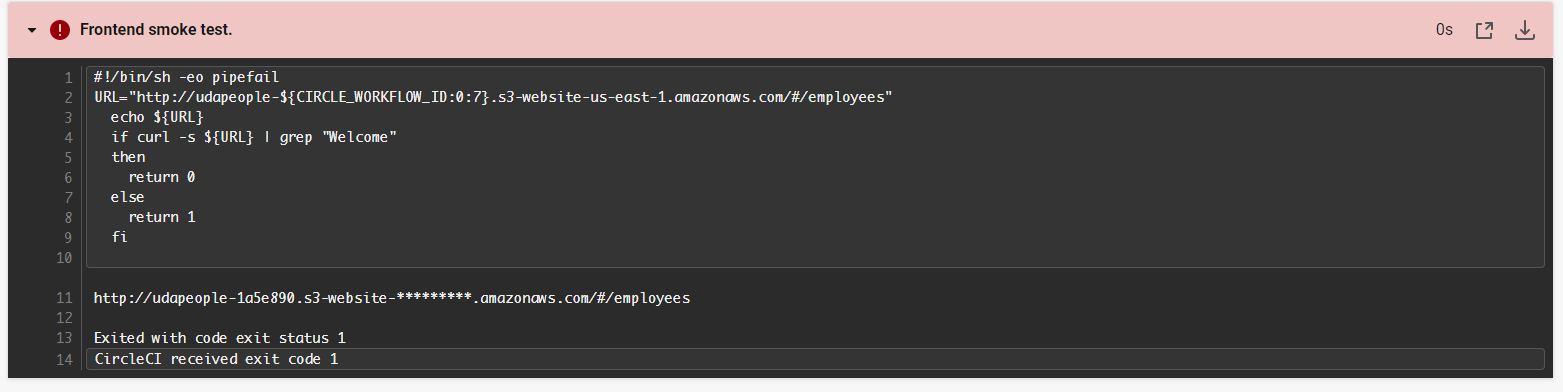 Frontend smoke test. 0s
1 #!/bin/sh -eo pipefail
2 URL="http://udapeople-${CIRCLE_WORKFLOW_ID:0:7}.s3-website-us-east-1.amazonaws.com/#/employees"
3 echo ${URL}
4 if curl -s ${URL} | grep "Welcome"
5 then
6 return 0
7 else
8 return 1
9 fi
10
11 http://udapeople-1a5e890.s3-website-*********.amazonaws.com/#/employees
12
13 Exited with code exit status 1
14 CircleCI received exit code 1